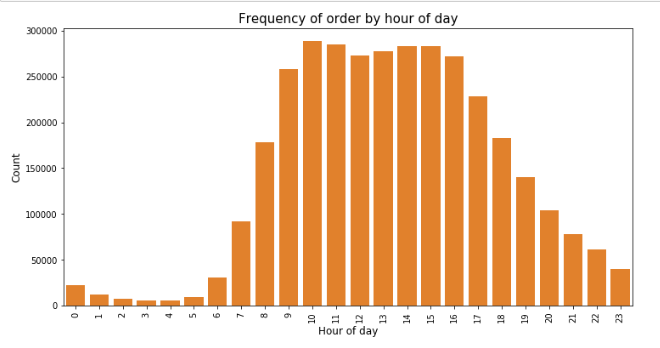 Frequency of order by hour of day
300000
250000
200000
150000
100000
50000
0
Count
0 1 2 3 4 5 6 7 8 9 10 11 12 13 14 15 16 17 18 19 20 21 22 23
Hour of day